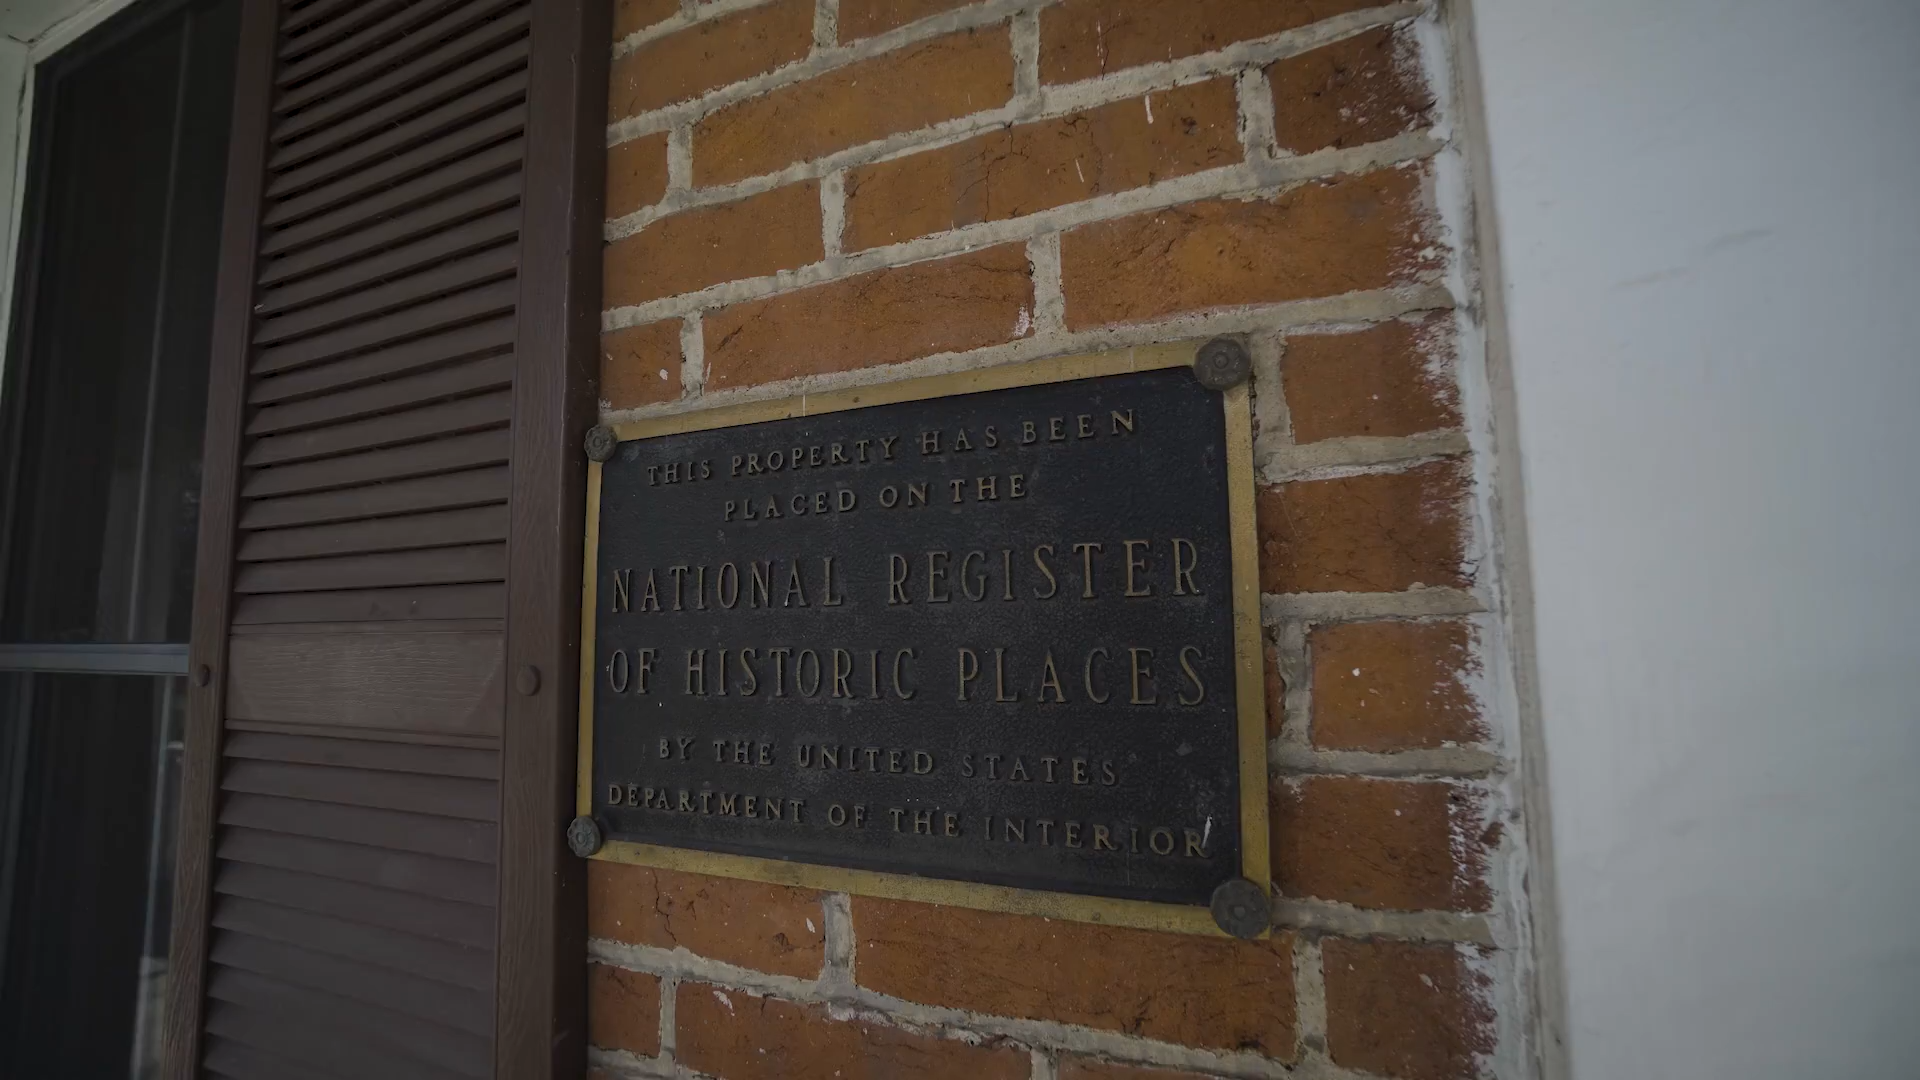 THIS PROPERTY HAS BEEN
PLACED ON THE
NATIONAL REGISTER
OF HISTORIC PLACES
BY THE UNITED STATES
DEPARTMENT OF THE INTERIOR